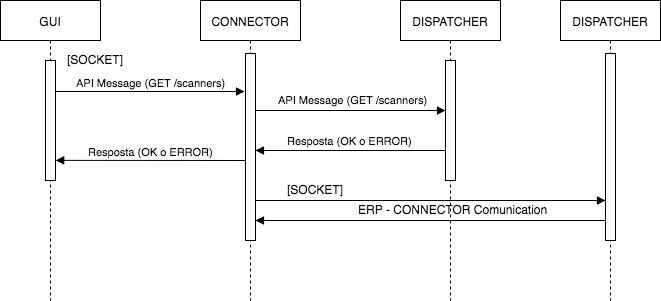 GUI
CONNECTOR
DISPATCHER
DISPATCHER
[SOCKET]
API Message (GET /scanners)
API Message (GET /scanners)
Resposta (OK o ERROR)
Resposta (OK o ERROR)
[SOCKET]
ERP - CONNECTOR Comunication